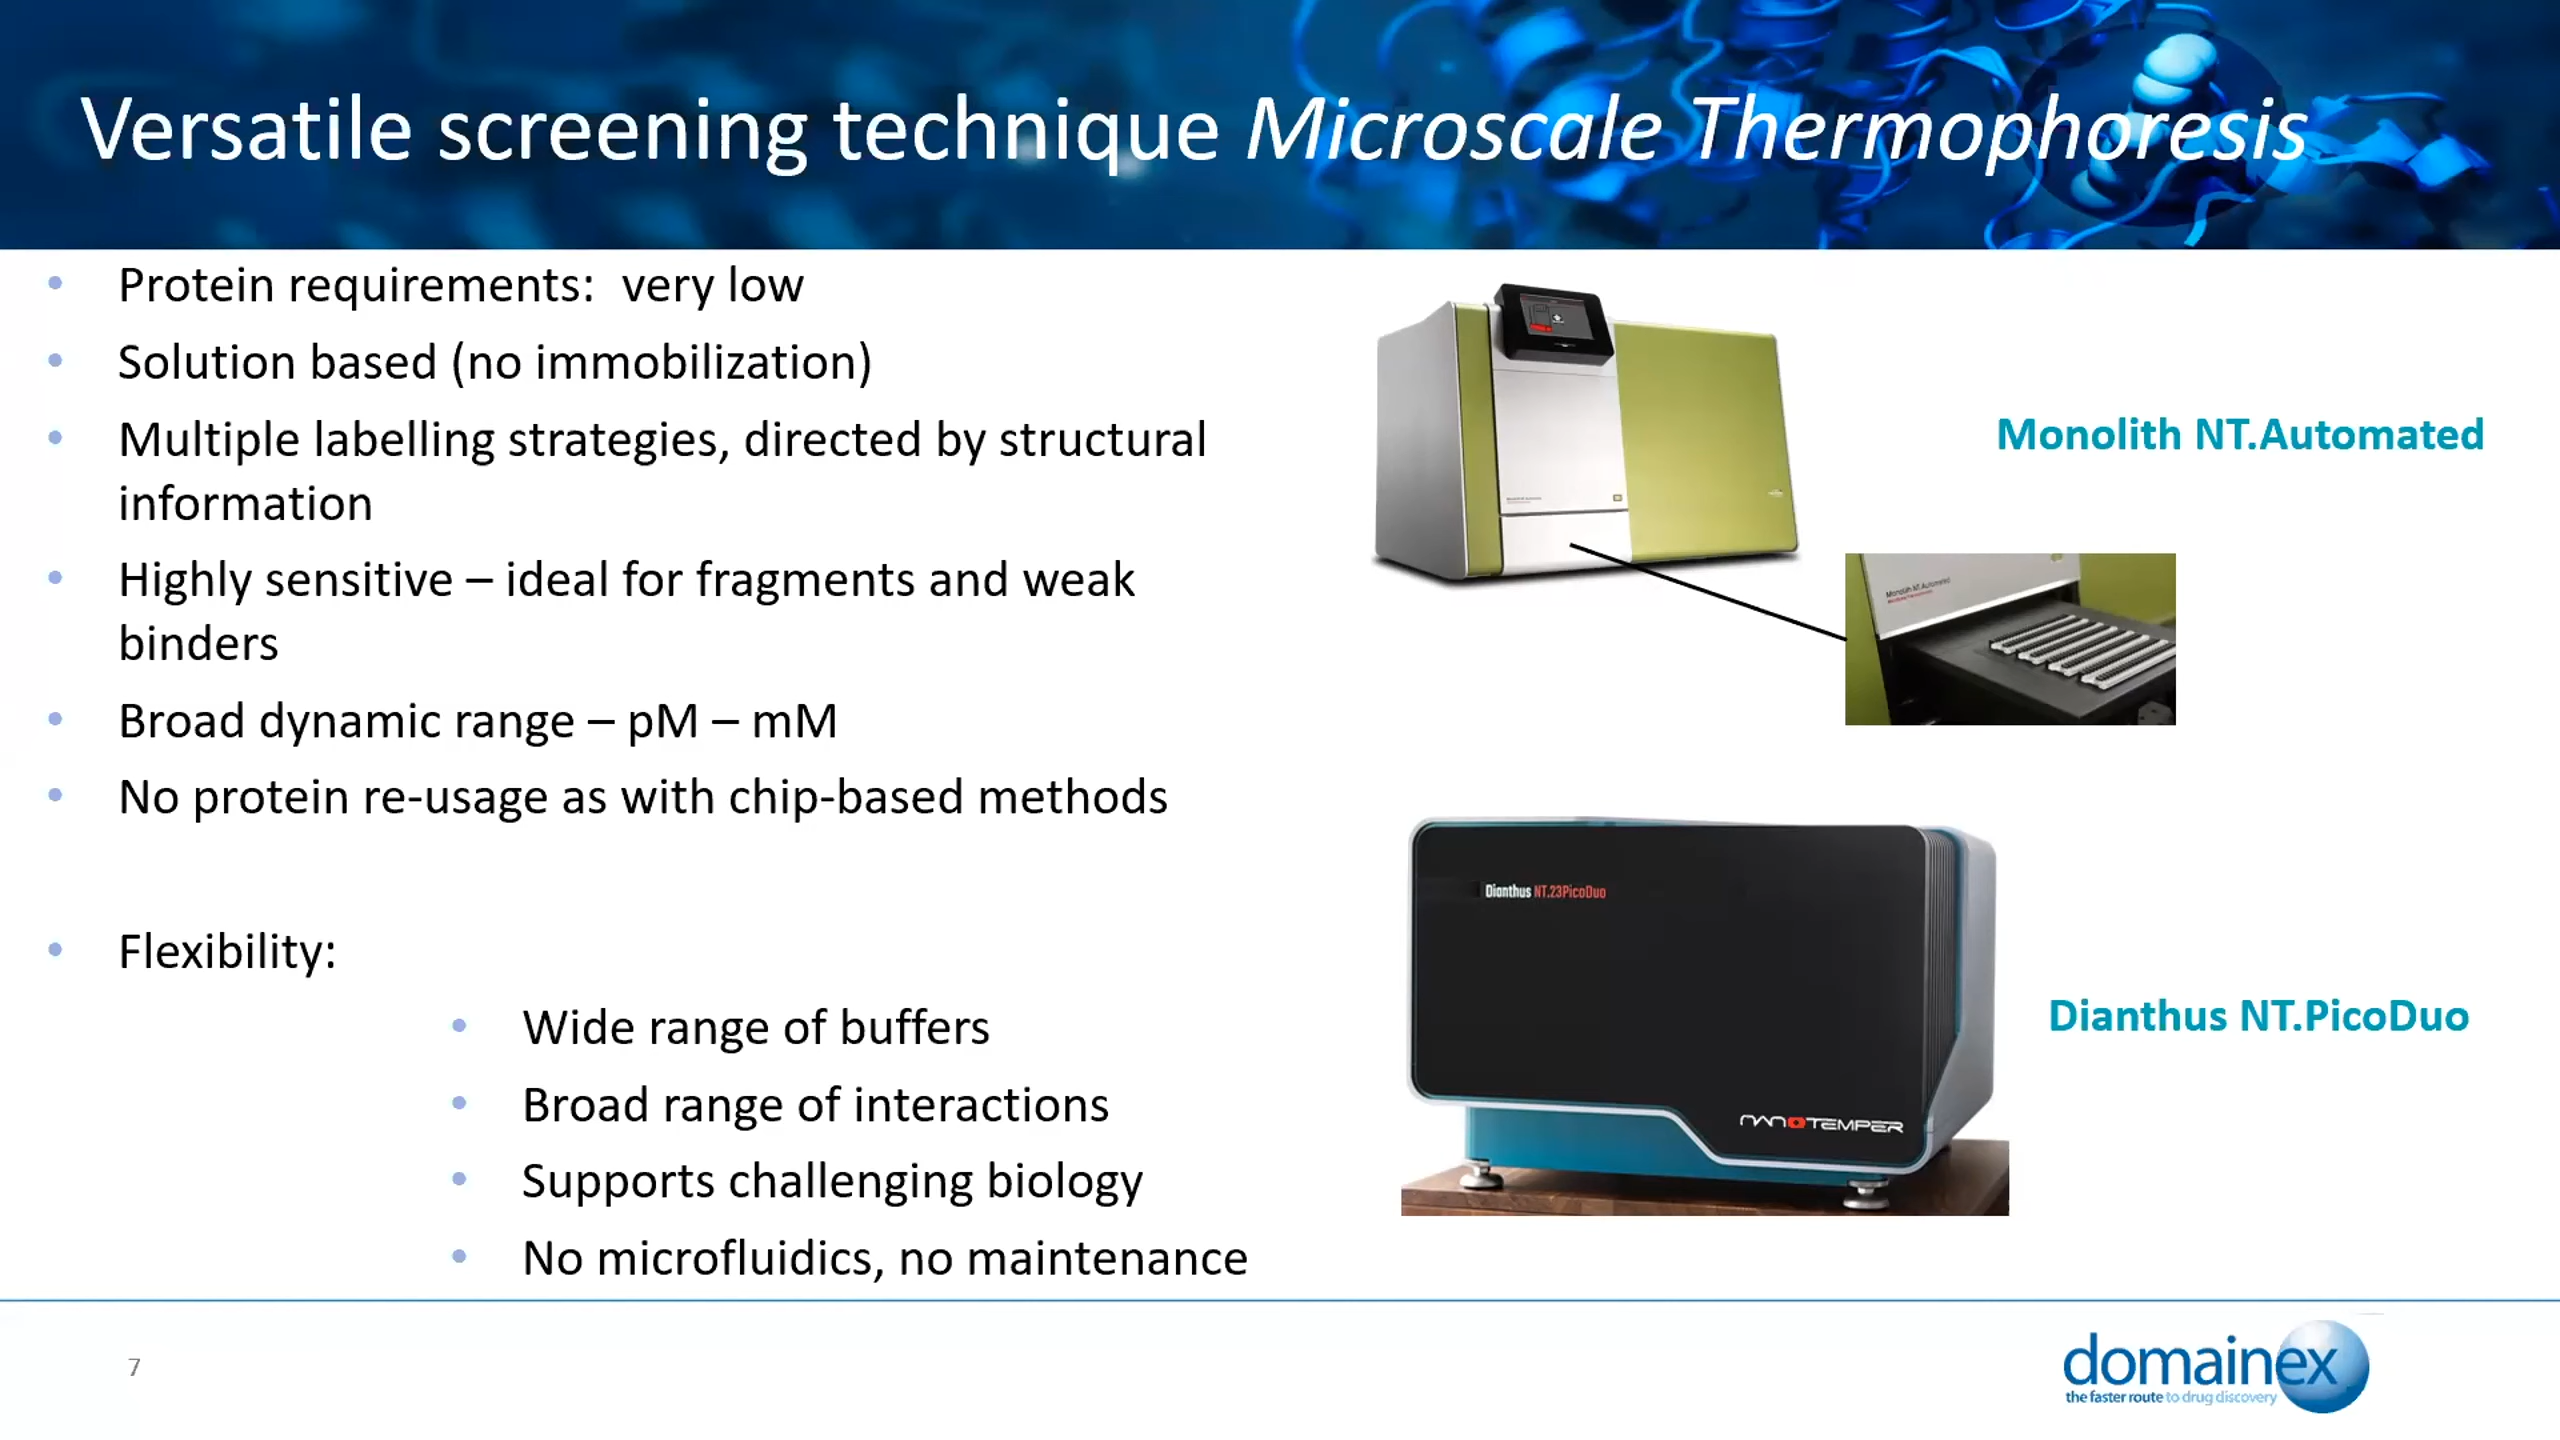 Versatile screening technique Microscale Thermophoresis
• Protein requirements:  very low
• Solution based (no immobilization)
• Multiple labelling strategies, directed by structural
information
• Highly sensitive – ideal for fragments and weak
binders
• Broad dynamic range – pM – mM
• No protein re-usage as with chip-based methods
• Flexibility:
• Wide range of buffers
• Broad range of interactions
• Supports challenging biology
• No microfluidics, no maintenance
Monolith NT.Automated
Monolith NT.Automated
Dianthus NT.23PicoDuo
NANOTEMPER
Dianthus NT.PicoDuo
7
domainex
the faster route to drug discovery